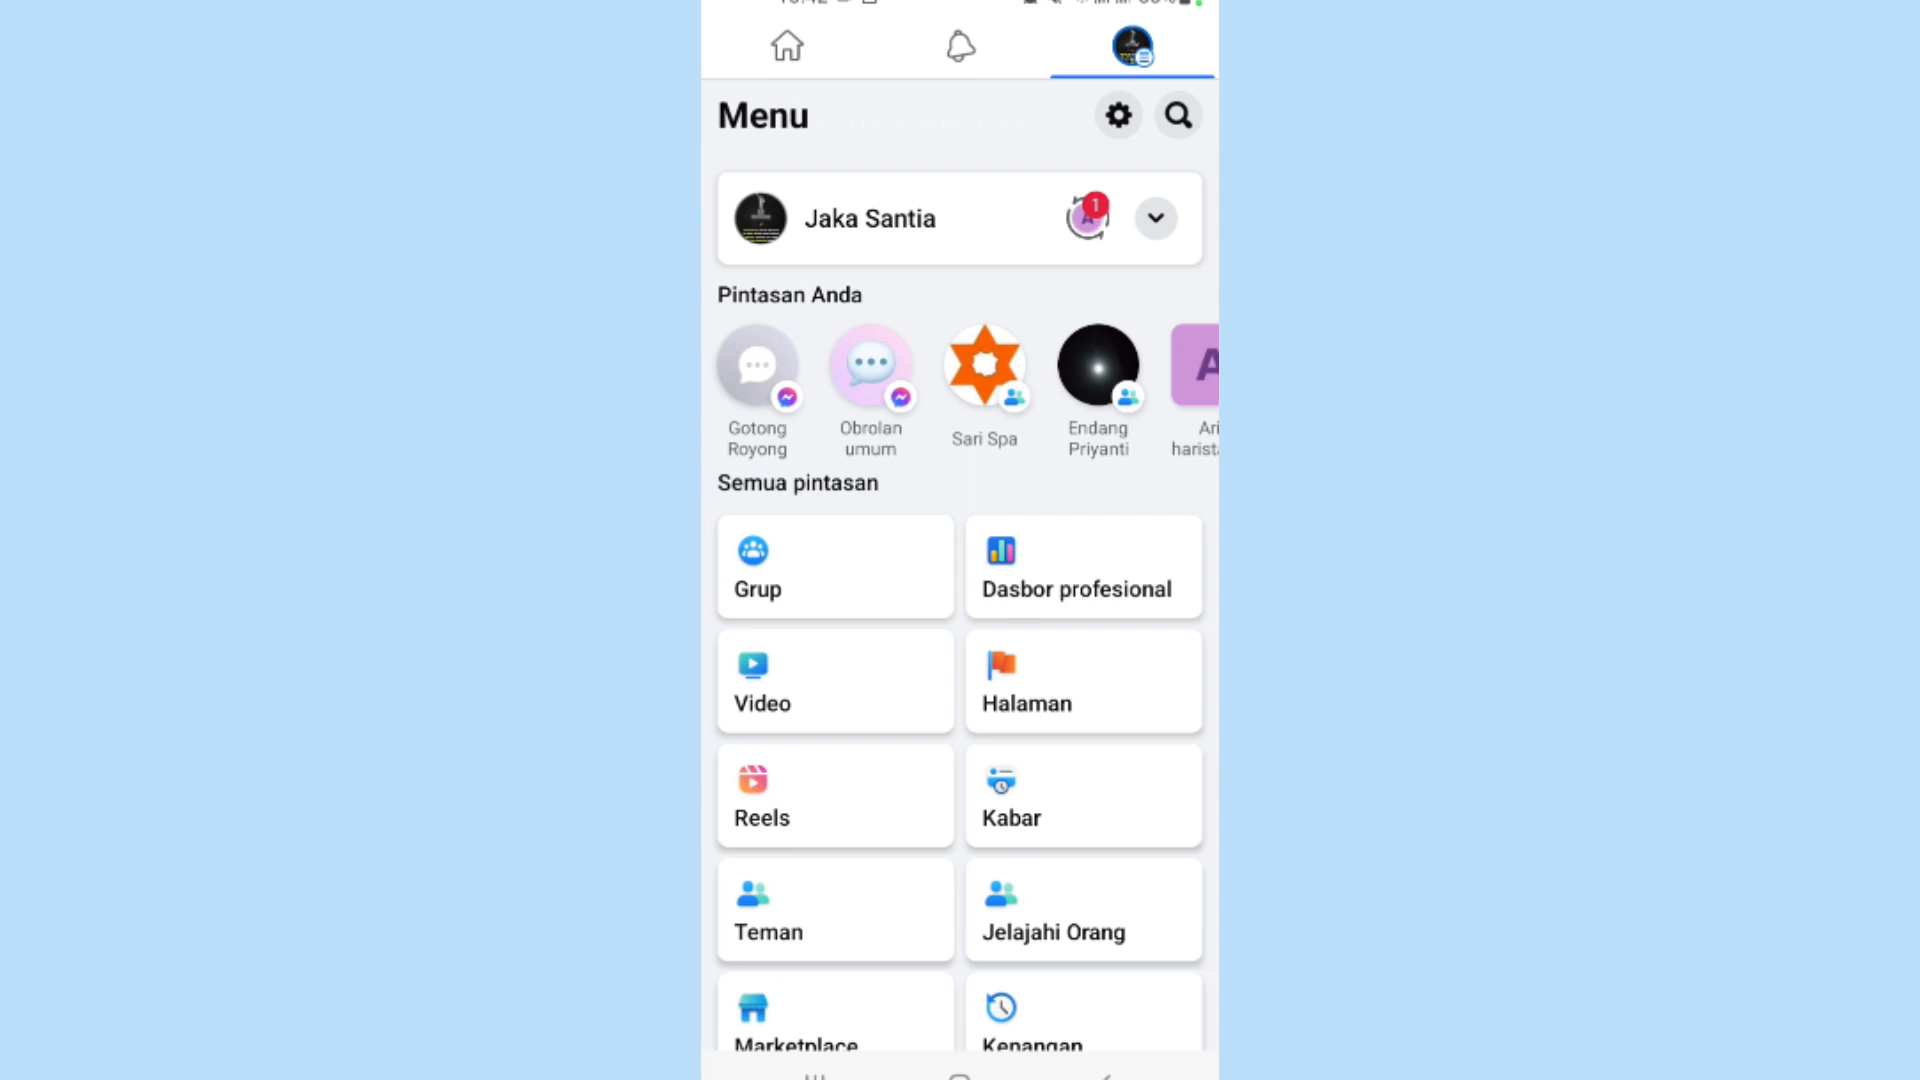 Menu
Jaka Santia
1
A
Pintasan Anda
A
Gotong
Royong
Obrolan
umum
Sari Spa
Endang
Priyanti
Ari
Semua pintasan
Grup
Dasbor profesional
Video
Halaman
Reels
Kabar
Teman
Jelajahi Orang
Marketplace
Kenangan